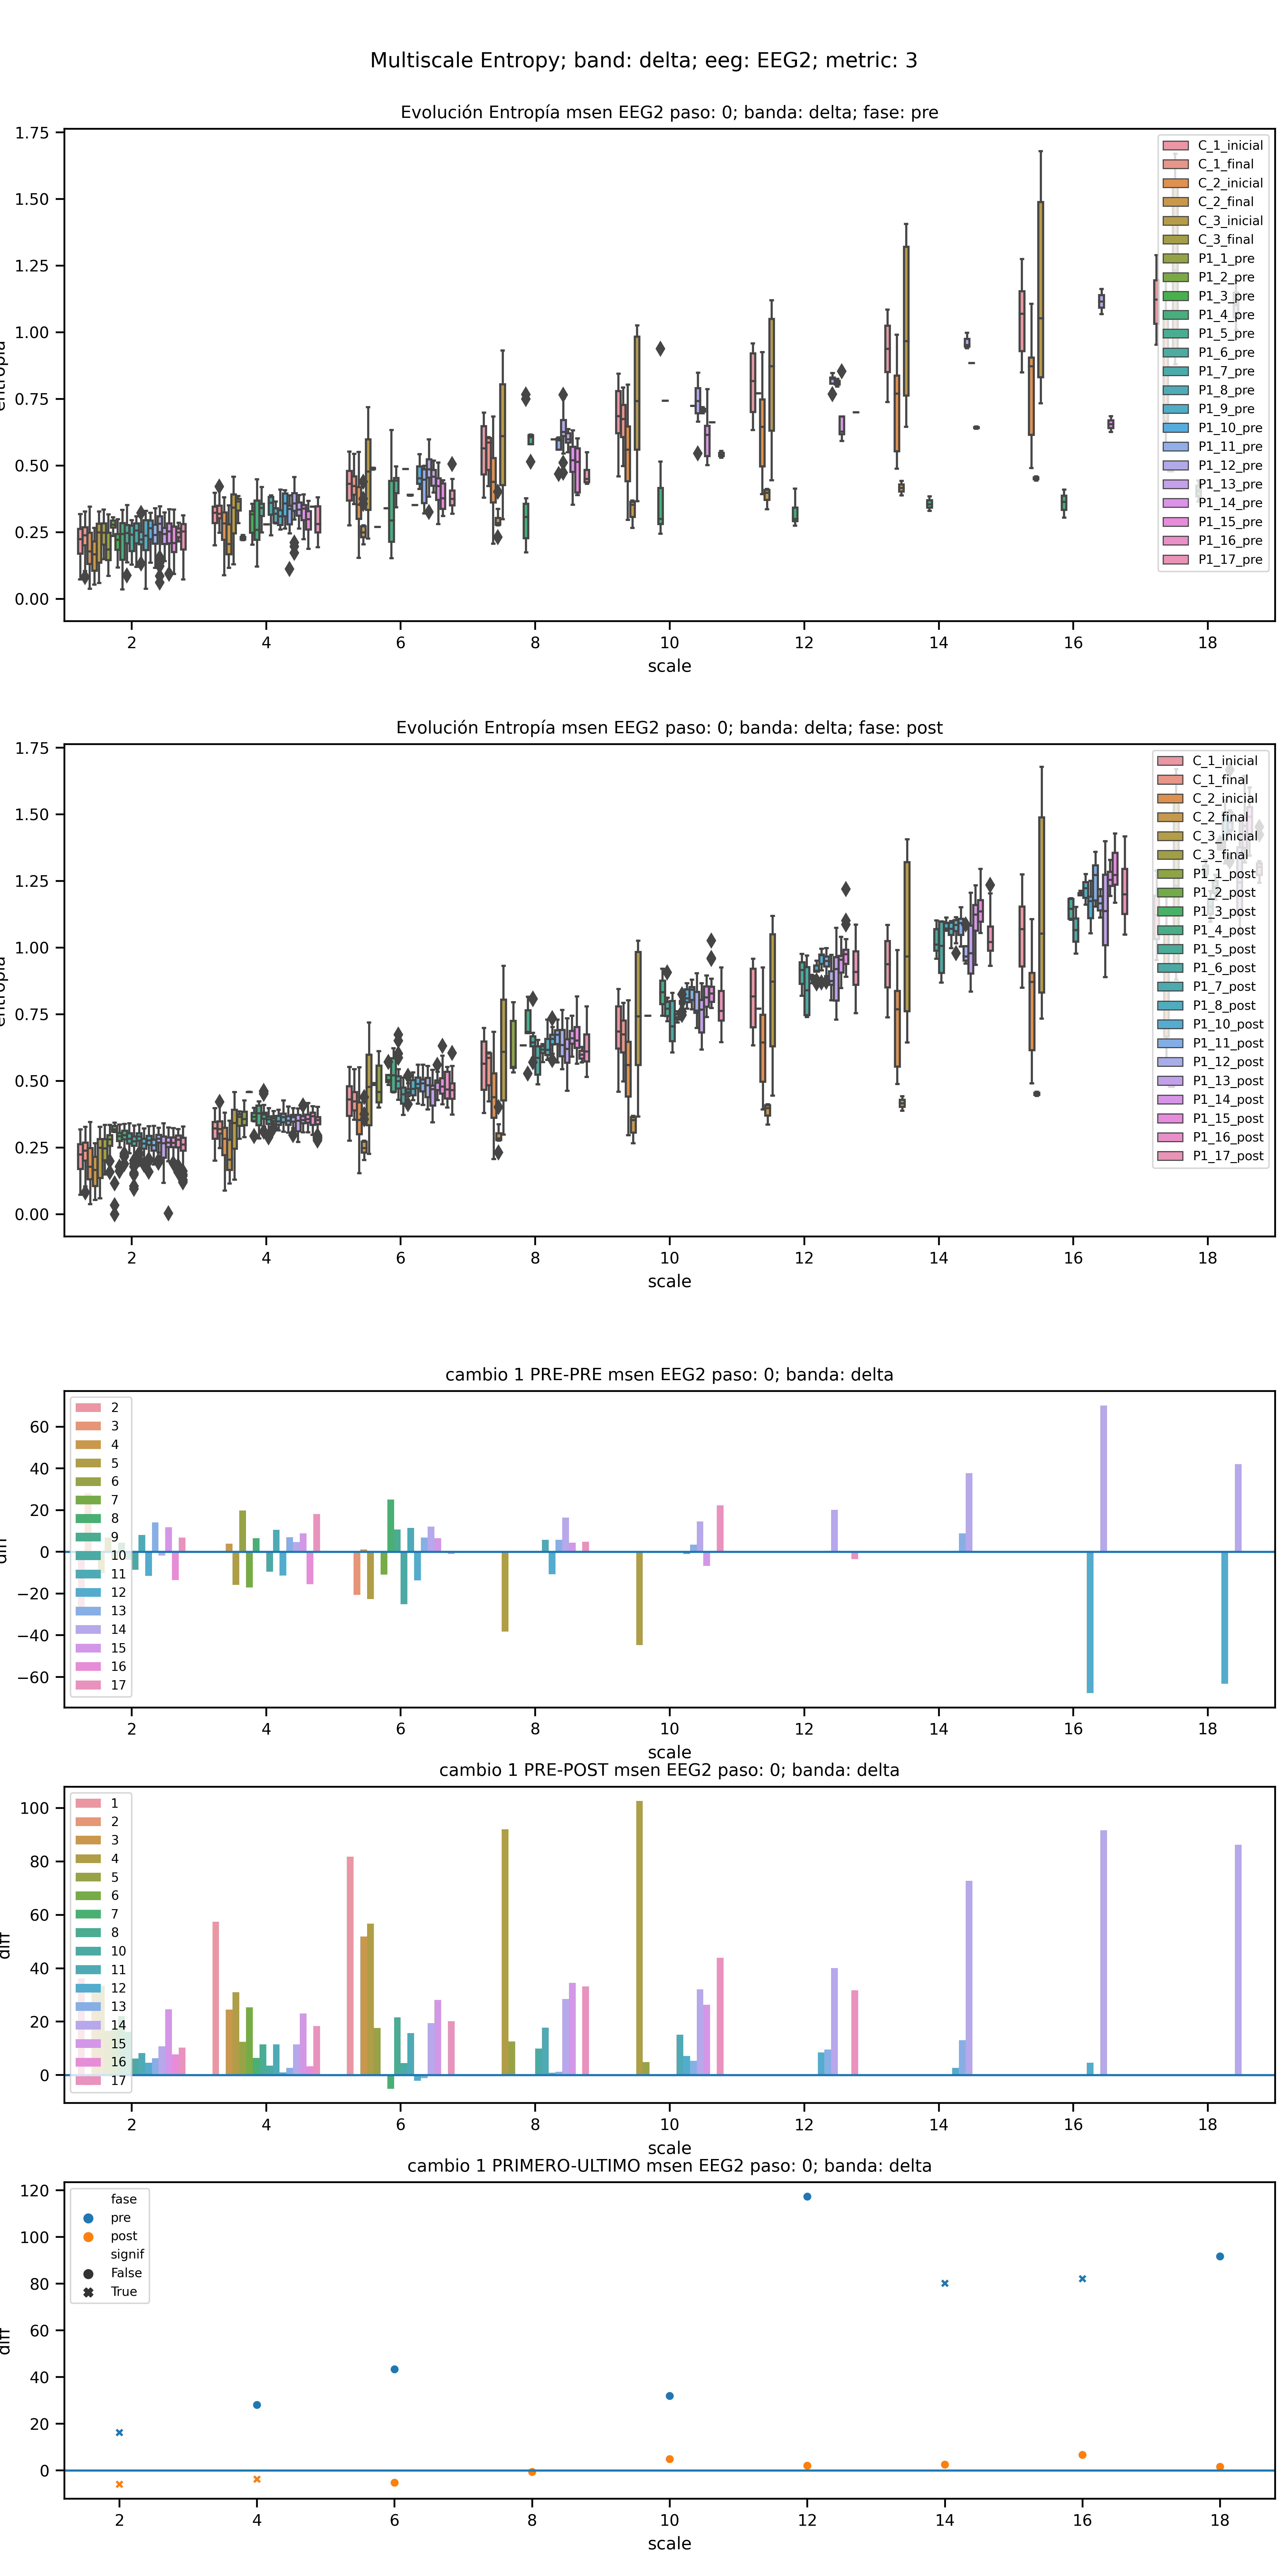 Multiscale Entropy; band: delta; eeg: EEG2; metric: 3
Evolución Entropía msen EEG2 paso: 0; banda: delta; fase: pre
1.75
1.50
1.25
1.00
0.75
0.50
0.25
0.00
C_1_inicial
C_1_final
C_2_inicial
C_2_final
C_3_inicial
C_3_final
P1_1_pre
P1_2_pre
P1_3_pre
P1_4_pre
P1_5_pre
P1_6_pre
P1_7_pre
P1_8_pre
P1_9_pre
P1_10_pre
P1_11_pre
P1_12_pre
P1_13_pre
P1_14_pre
P1_15_pre
P1_16_pre
P1_17_pre
2 4 6 8 10 12 14 16 18
scale
Evolución Entropía msen EEG2 paso: 0; banda: delta; fase: post
1.75
1.50
1.25
1.00
0.75
0.50
0.25
0.00
C_1_inicial
C_1_final
C_2_inicial
C_2_final
C_3_inicial
C_3_final
P1_1_post
P1_2_post
P1_3_post
P1_4_post
P1_5_post
P1_6_post
P1_7_post
P1_8_post
P1_10_post
P1_11_post
P1_12_post
P1_13_post
P1_14_post
P1_15_post
P1_16_post
P1_17_post
2 4 6 8 10 12 14 16 18
scale
cambio 1 PRE-PRE msen EEG2 paso: 0; banda: delta
60
40
20
0
−20
−40
−60
2
3
4
5
6
7
8
9
10
11
12
13
14
15
16
17
2 4 6 8 10 12 14 16 18
scale
cambio 1 PRE-POST msen EEG2 paso: 0; banda: delta
100
80
60
40
20
0
diff
1
2
3
4
5
6
7
8
10
11
12
13
14
15
16
17
2 4 6 8 10 12 14 16 18
scale
cambio 1 PRIMERO-ULTIMO msen EEG2 paso: 0; banda: delta
120
100
80
60
40
20
0
diff
fase
pre
post
signif
False
True
2 4 6 8 10 12 14 16 18
scale